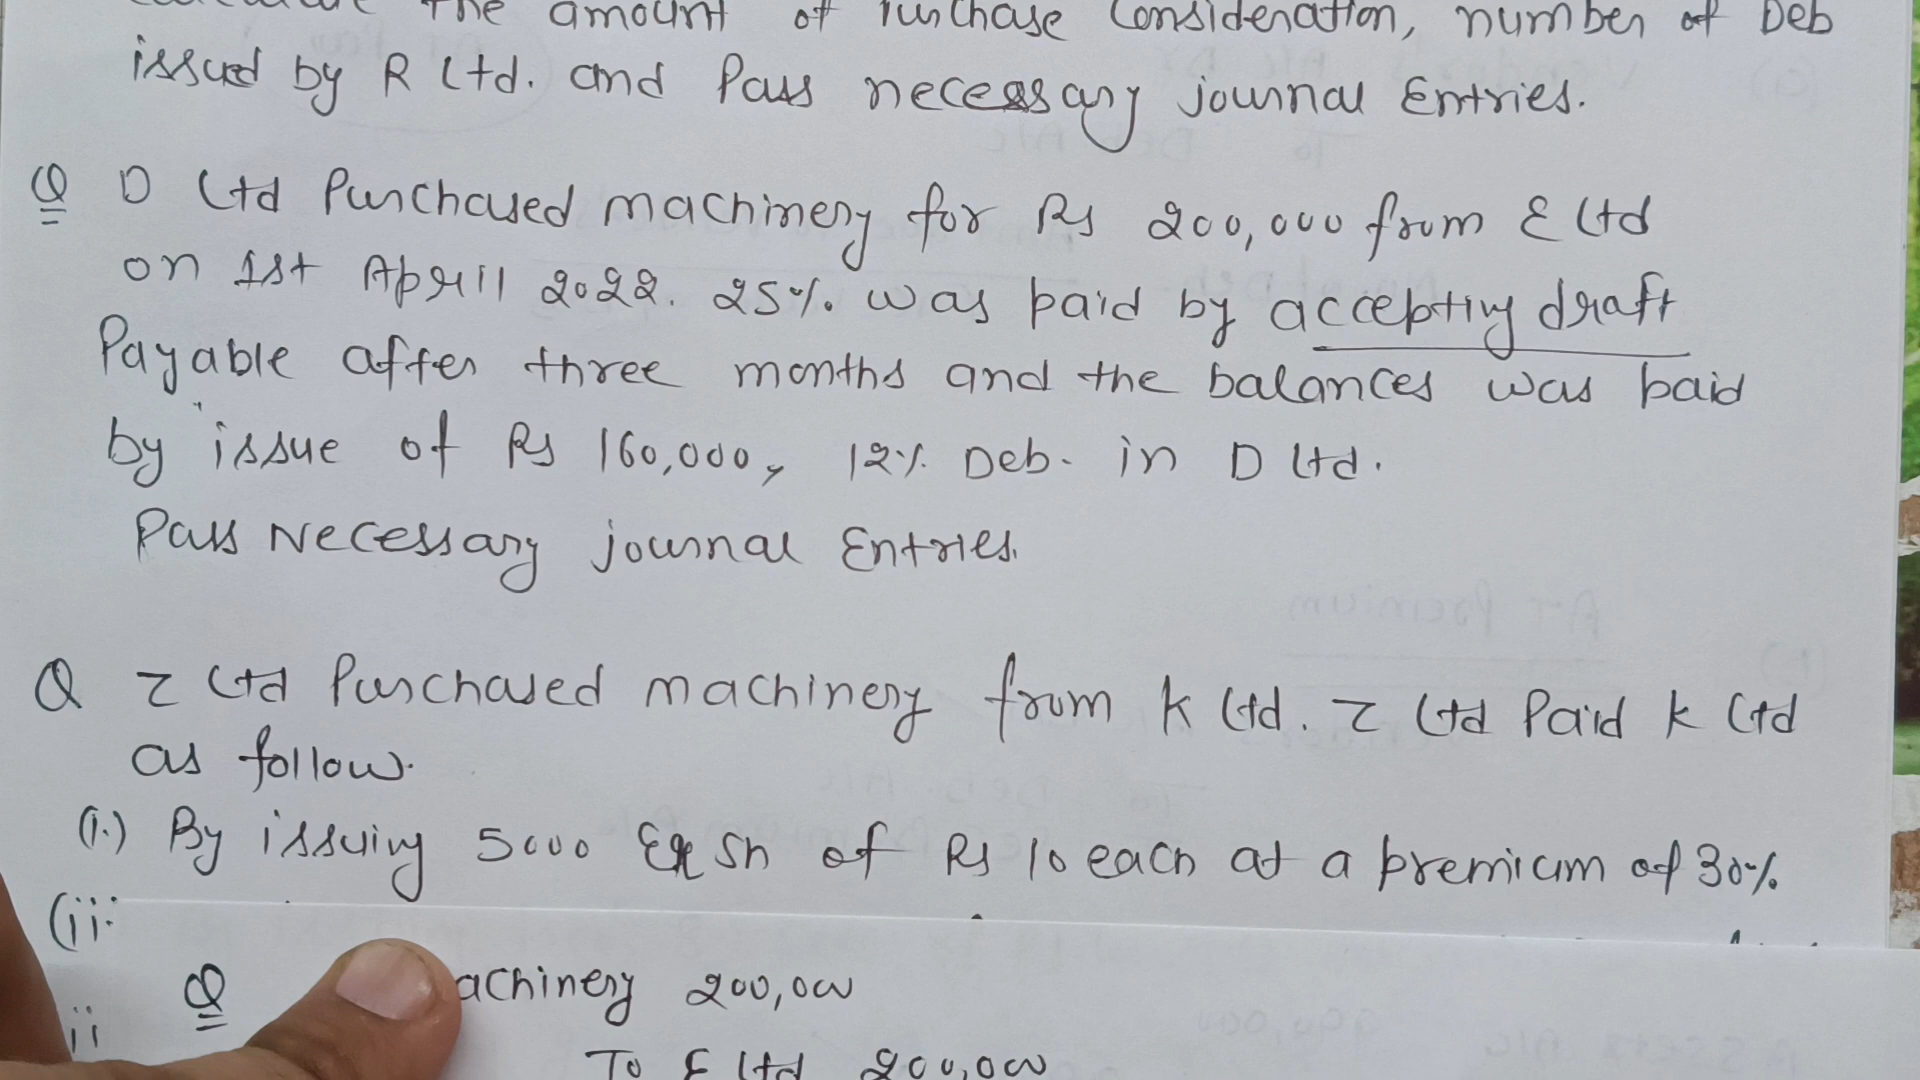 the amount of Purchase Consideration, number of Deb
issued by R Ltd. and Pass necessary journal Entries.
Q D Ltd Purchased machinery for Rs 200,000 from E Ltd
on 1st April 2022. 25% was paid by accepting draft
Payable after three months and the balances was paid
by issue of Rs 160,000, 12% Deb. in D Ltd.
Pass Necessary journal Entries.
Q Z Ltd Purchased machinery from K Ltd. Z Ltd Paid K Ltd
as follow.
(i.) By issuing 5000 Eq Sh of Rs 10 each at a premium of 30%
(ii
Q achinery 200,000
ii
To E Ltd 200,000